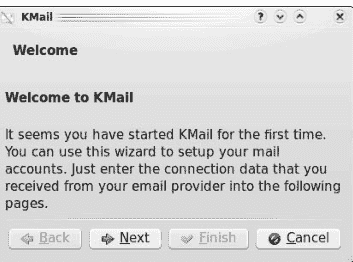 KMail
Welcome
Welcome to KMail
It seems you have started KMail for the first time.
You can use this wizard to setup your mail
accounts. Just enter the connection data that you
received from your email provider into the following
pages.
Back Next Finish Cancel